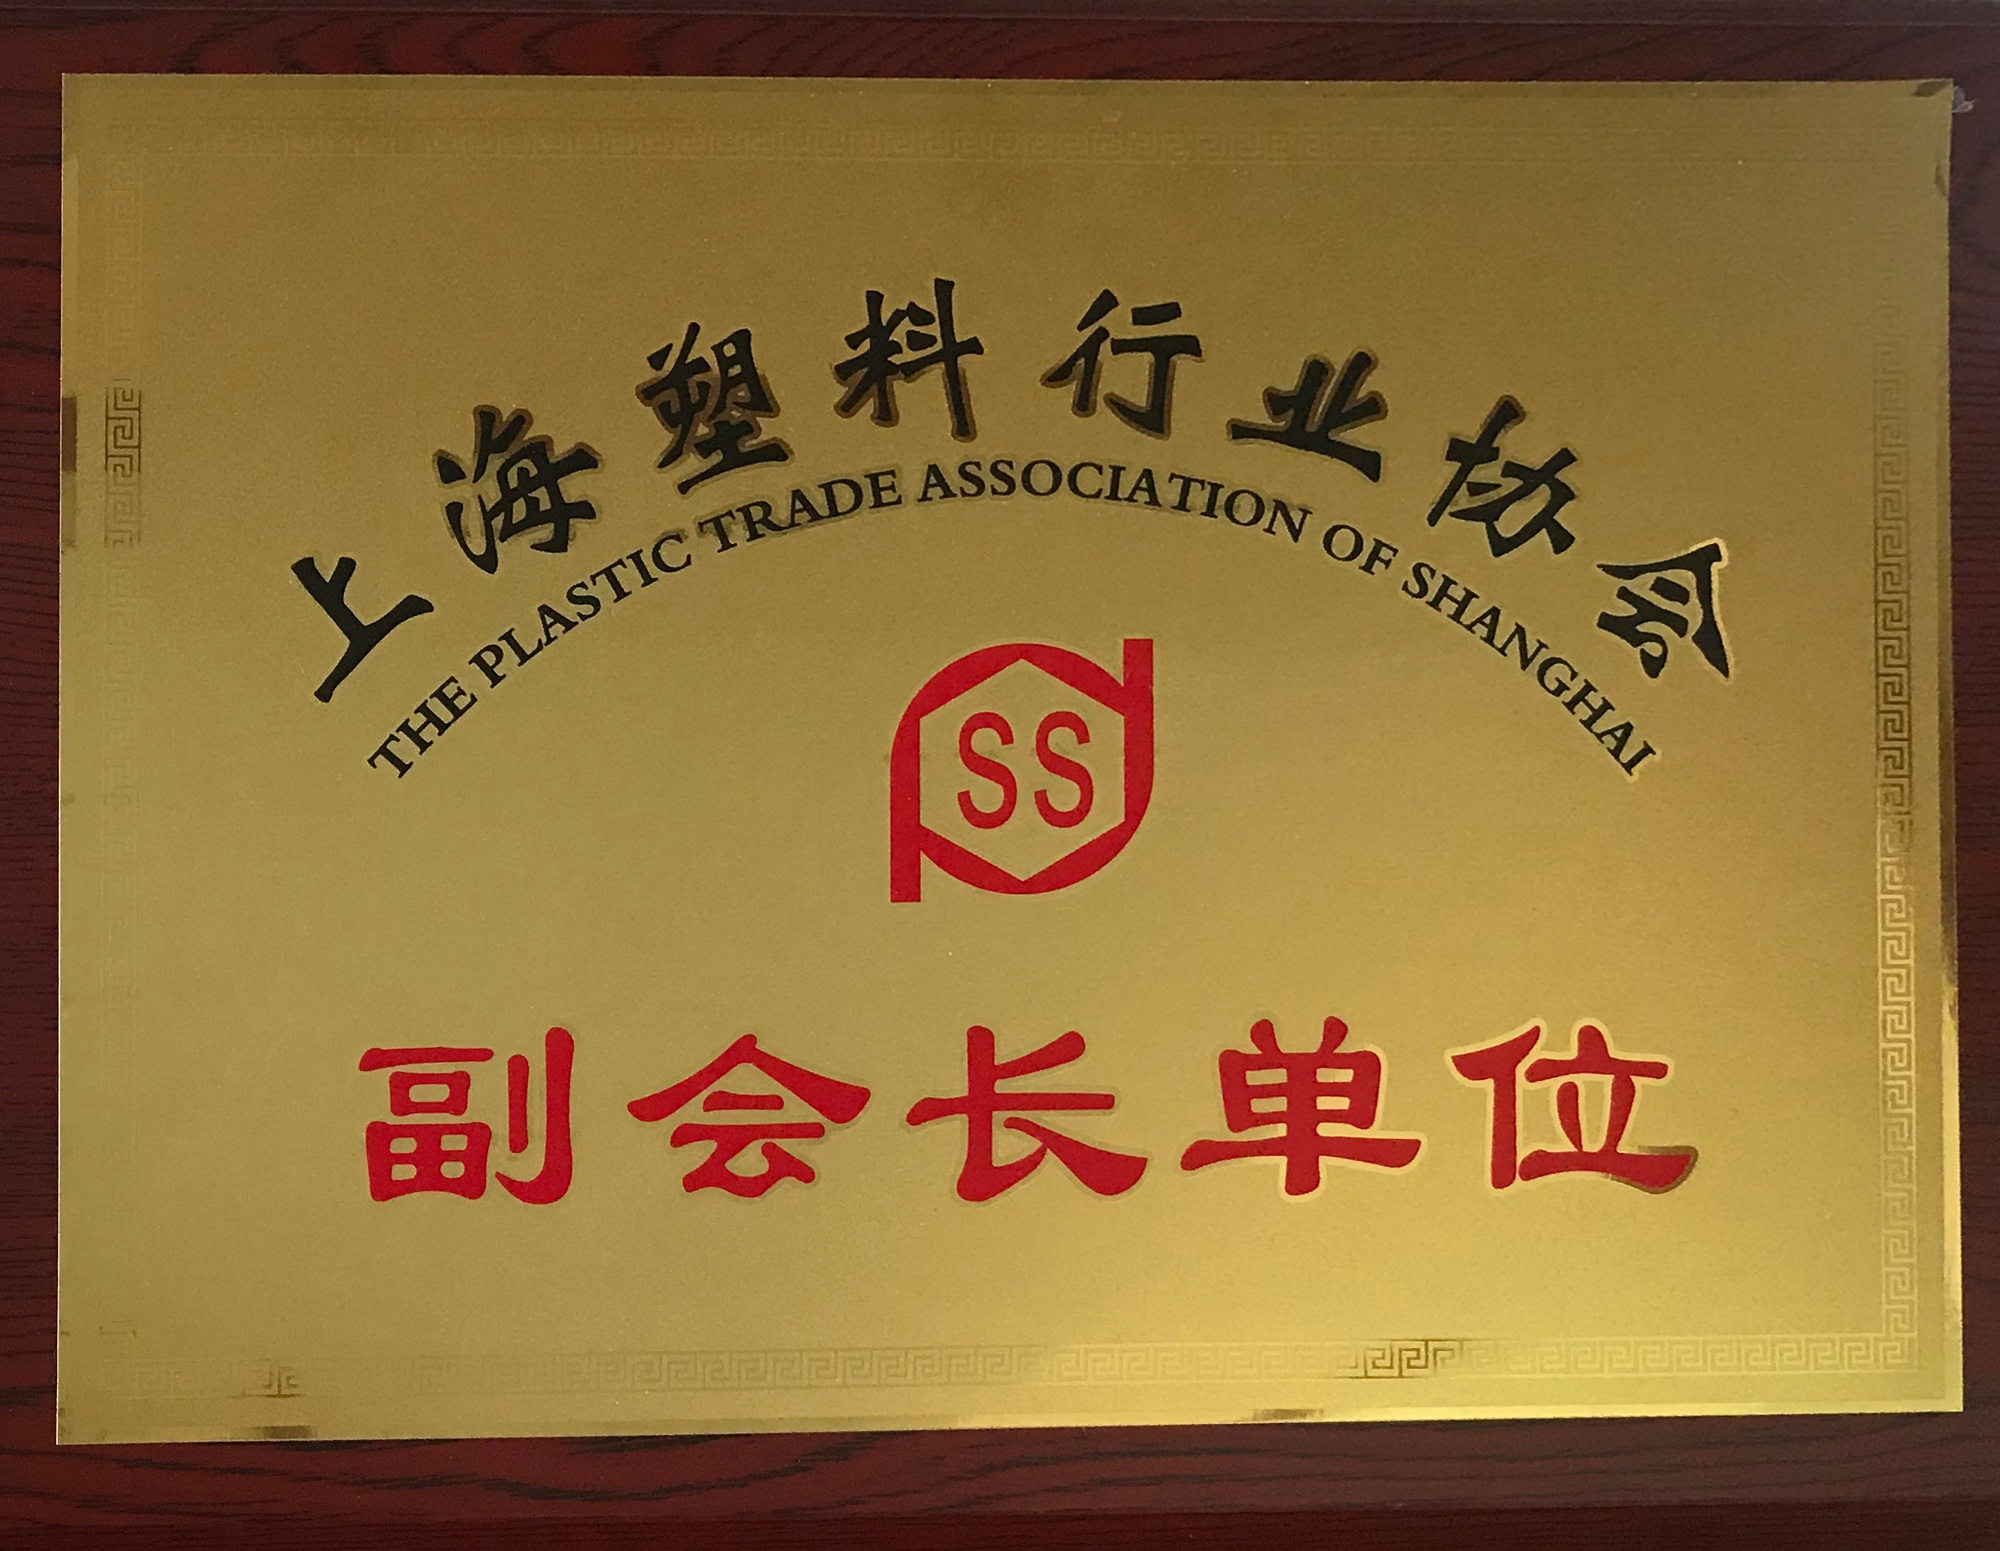 上海塑料行业协会
THE PLASTIC TRADE ASSOCIATION OF SHANGHAI
SS
副会长单位